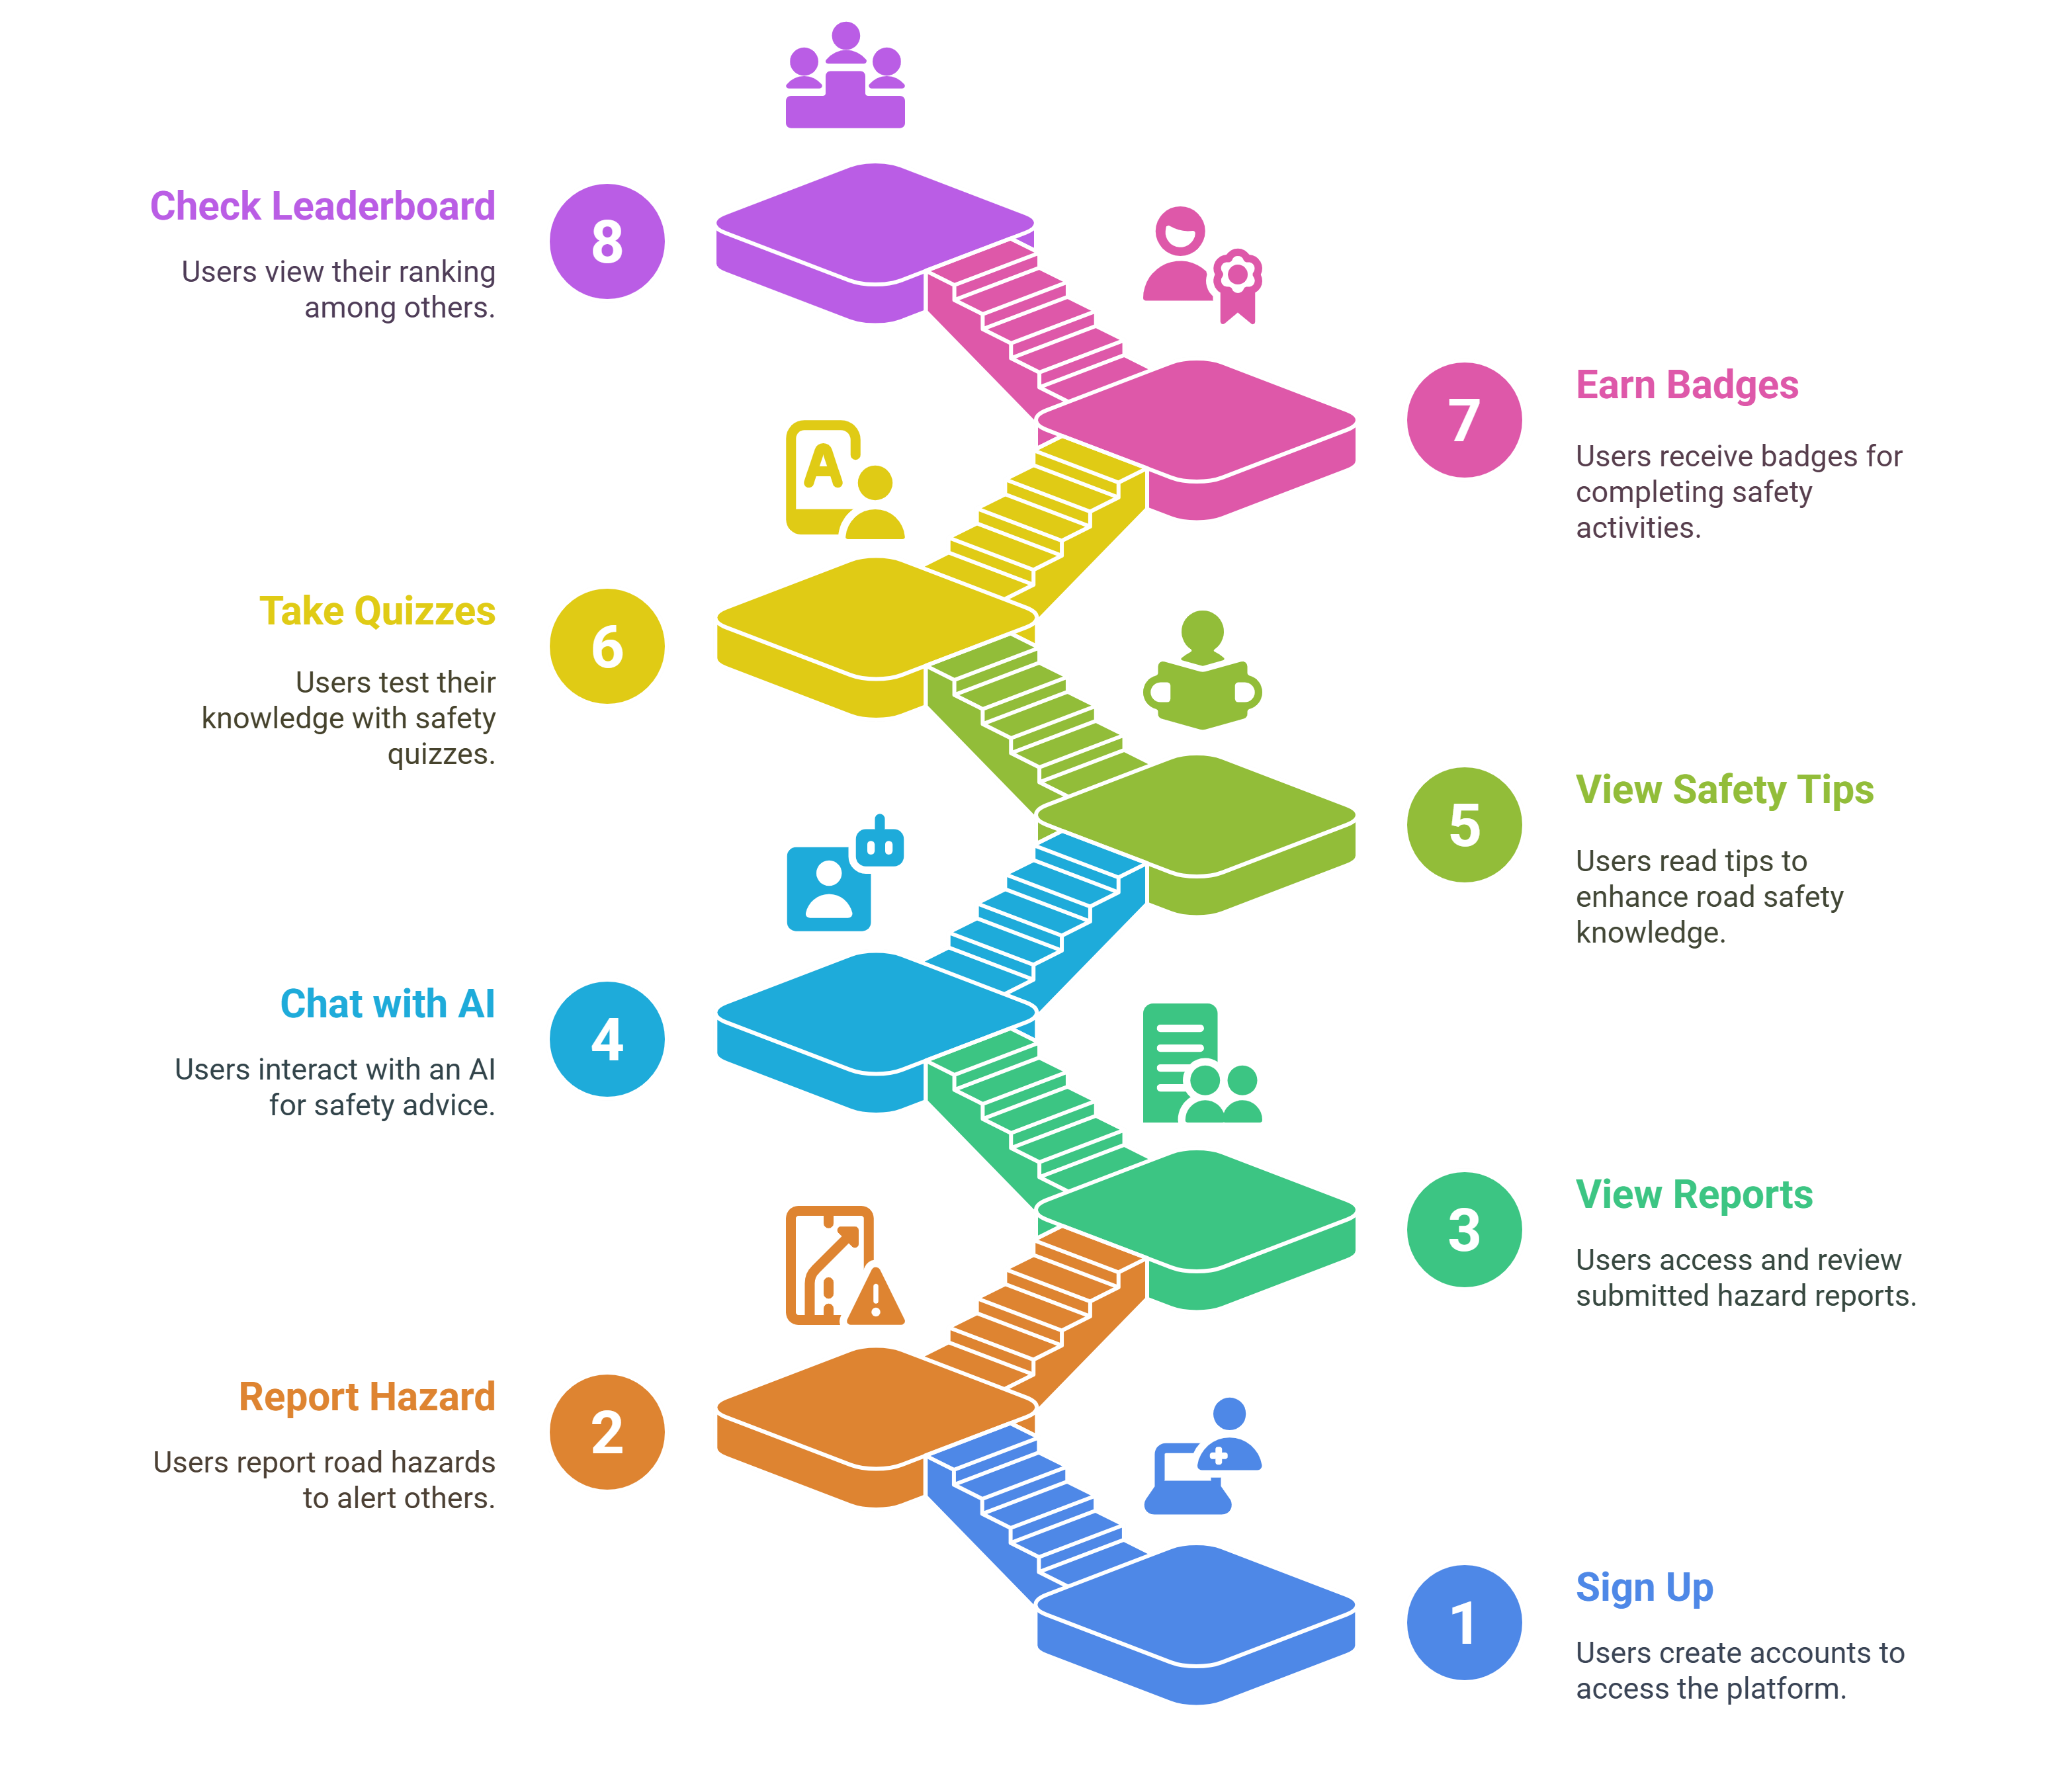 Check Leaderboard
8
Users view their ranking
among others.
7
Earn Badges
Users receive badges for
completing safety
activities.
A
Take Quizzes
6
Users test their
knowledge with safety
quizzes.
5
View Safety Tips
Users read tips to
enhance road safety
knowledge.
Chat with AI
4
Users interact with an AI
for safety advice.
3
View Reports
Users access and review
submitted hazard reports.
Report Hazard
2
Users report road hazards
to alert others.
1
Sign Up
Users create accounts to
access the platform.